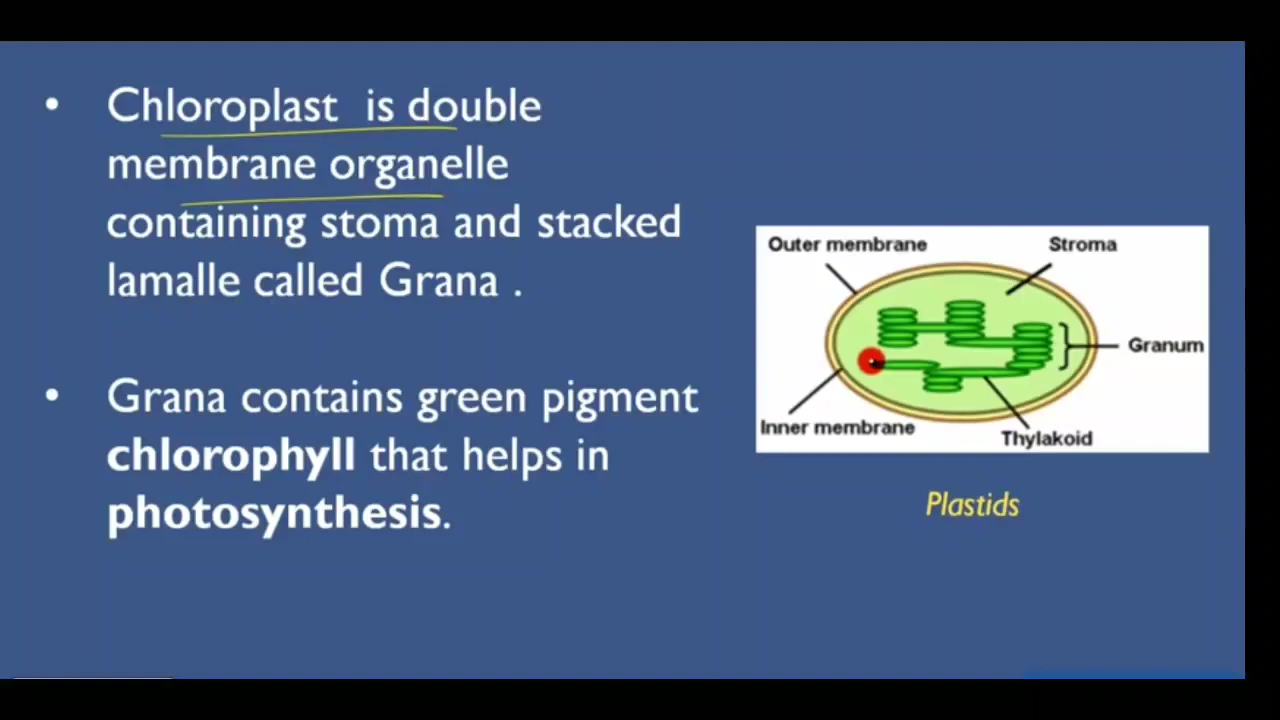 • Chloroplast is double
membrane organelle
containing stoma and stacked
lamalle called Grana .
• Grana contains green pigment
chlorophyll that helps in
photosynthesis.
Outer membrane
Stroma
Granum
Inner membrane
Thylakoid
Plastids